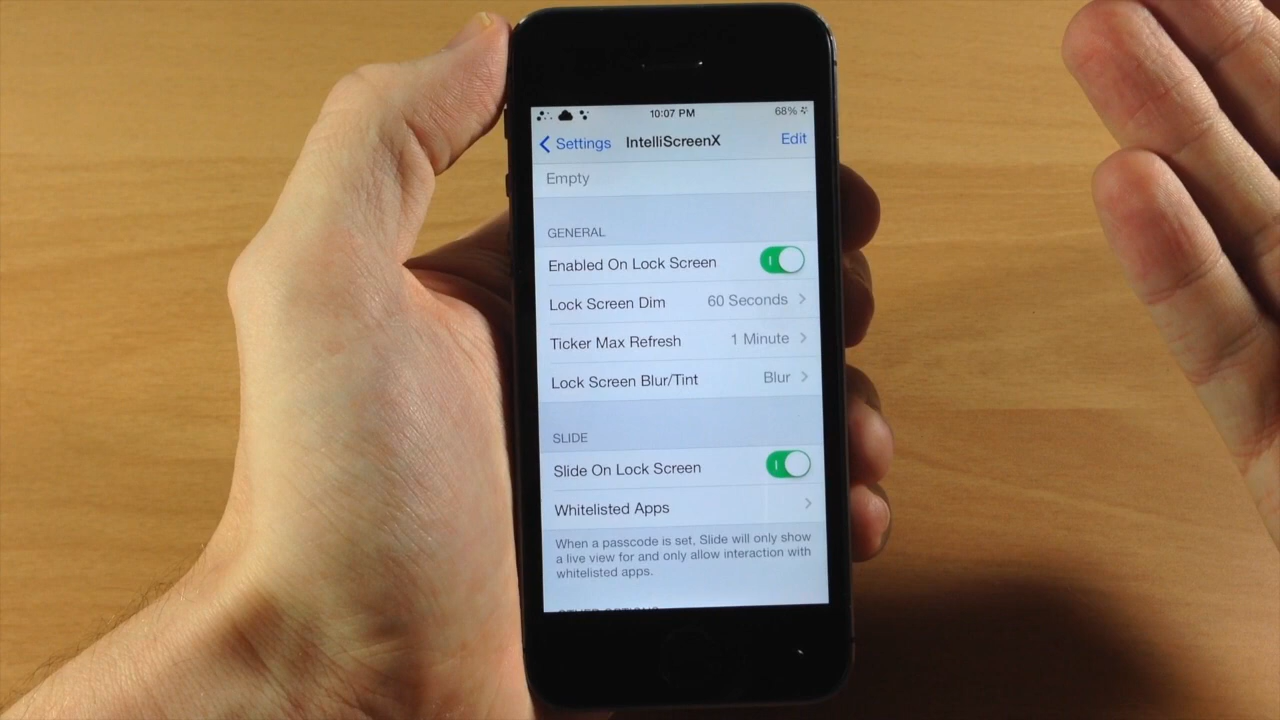 10:07 PM 68%
Settings IntelliScreenX Edit
Empty
GENERAL
Enabled On Lock Screen
Lock Screen Dim 60 Seconds
Ticker Max Refresh 1 Minute
Lock Screen Blur/Tint Blur
SLIDE
Slide On Lock Screen
Whitelisted Apps
When a passcode is set, Slide will only show
a live view for and only allow interaction with
whitelisted apps.
OTHER OPTIONS